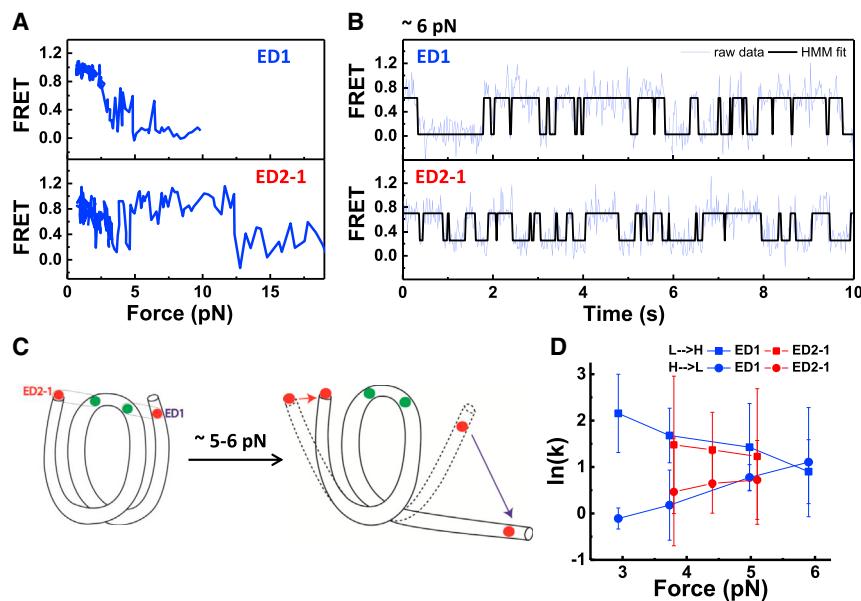 A
ED1
1.2
0.8
0.4
0.0
FRET
ED2-1
1.2
0.8
0.4
0.0
FRET
0 5 10 15
Force (pN)
B
~ 6 pN
ED1
raw data HMM fit
1.2
0.8
0.4
0.0
FRET
ED2-1
1.2
0.8
0.4
0.0
FRET
0 2 4 6 8 10
Time (s)
C
ED2-1
ED1
~ 5-6 pN
D
L-->H ED1 ED2-1
H-->L ED1 ED2-1
3
2
1
0
-1
ln(k)
3 4 5 6
Force (pN)